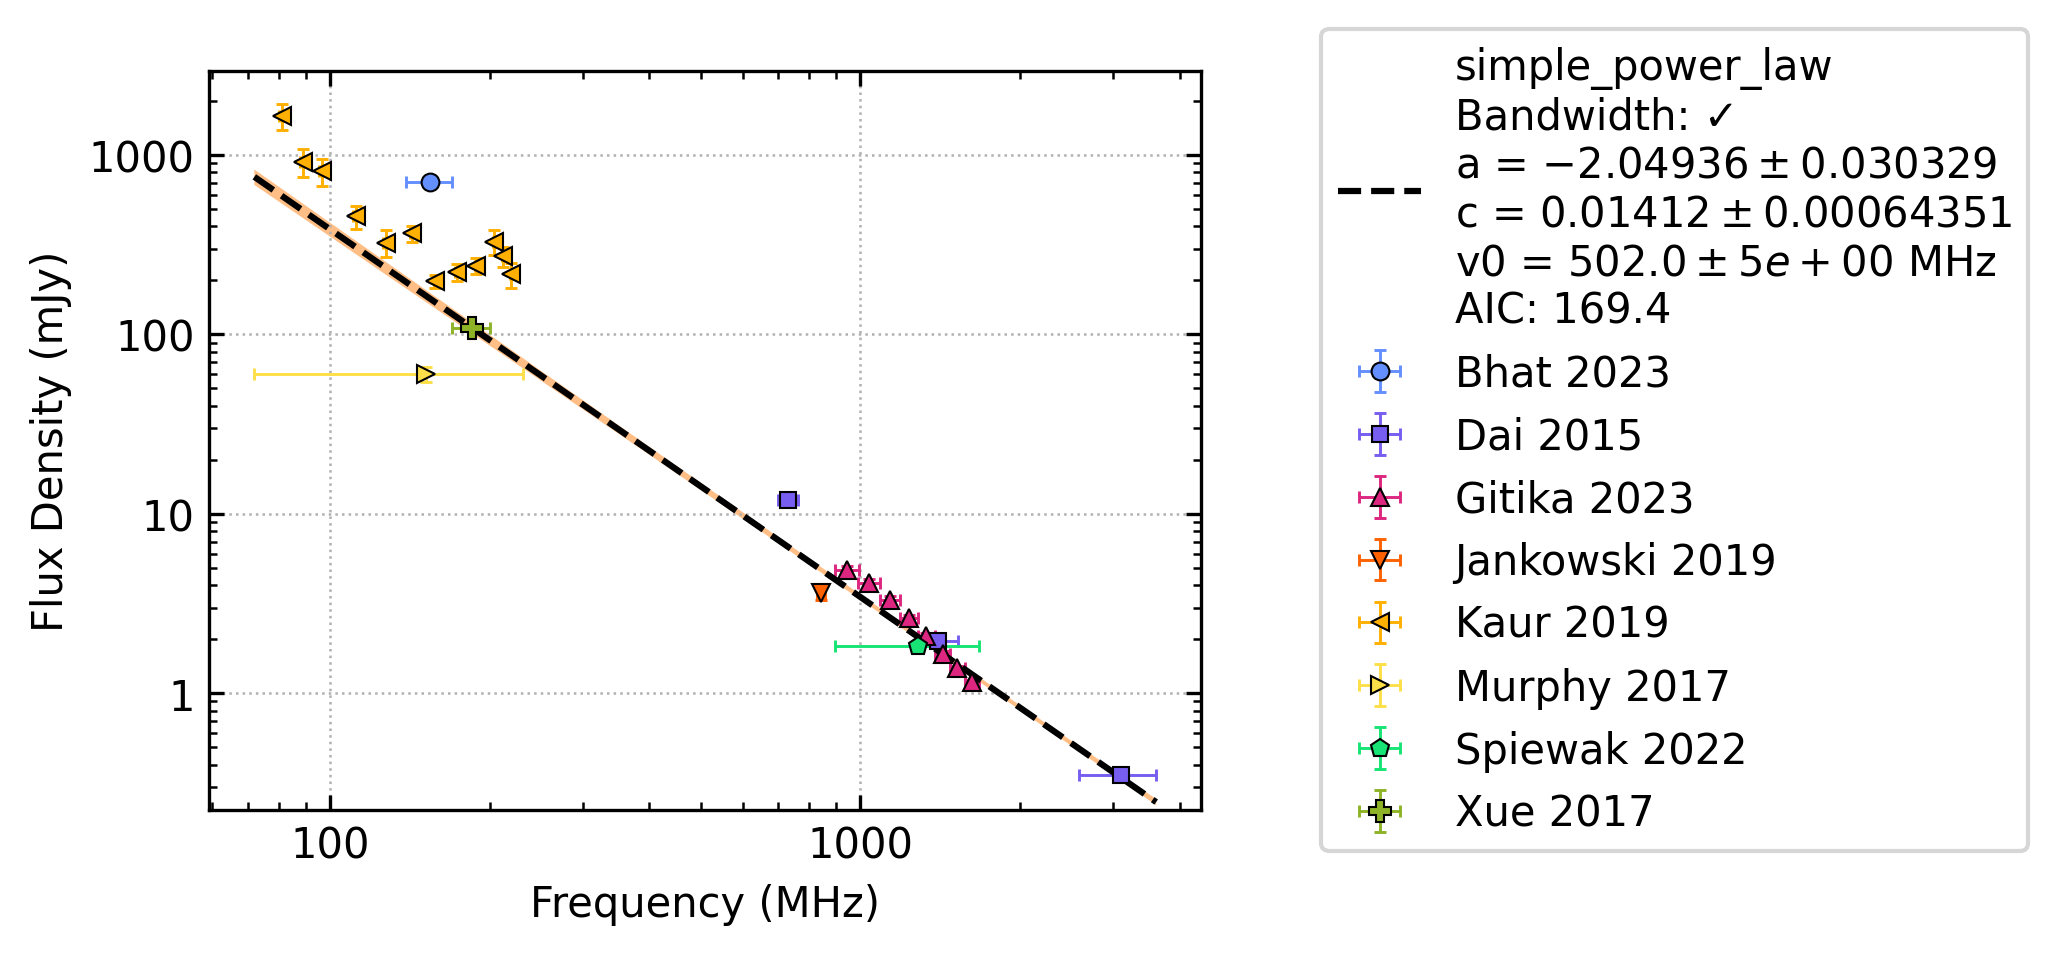 1000
100
10
1
Flux Density (mJy)
100
1000
Frequency (MHz)
simple_power_law
Bandwidth: ✓
a = −2.04936 ± 0.030329
c = 0.01412 ± 0.00064351
v0 = 502.0 ± 5e + 00 MHz
AIC: 169.4
Bhat 2023
Dai 2015
Gitika 2023
Jankowski 2019
Kaur 2019
Murphy 2017
Spiewak 2022
Xue 2017